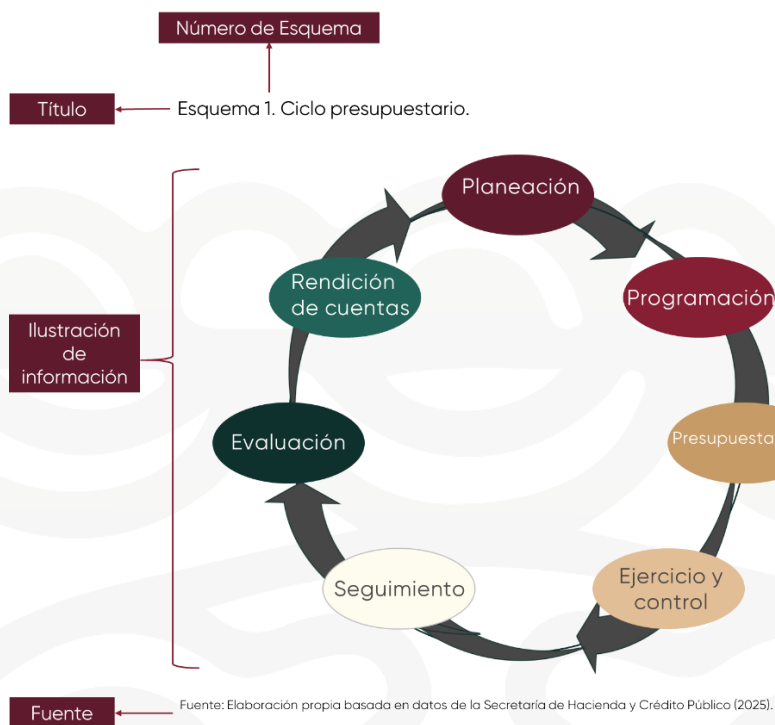 Número de Esquema
Título
Esquema 1. Ciclo presupuestario.
Planeación
Rendición
de cuentas
Programación
Ilustración
de
información
Evaluación
Presupuesta
Seguimiento
Ejercicio y
control
Fuente
Fuente: Elaboración propia basada en datos de la Secretaría de Hacienda y Crédito Público (2025).